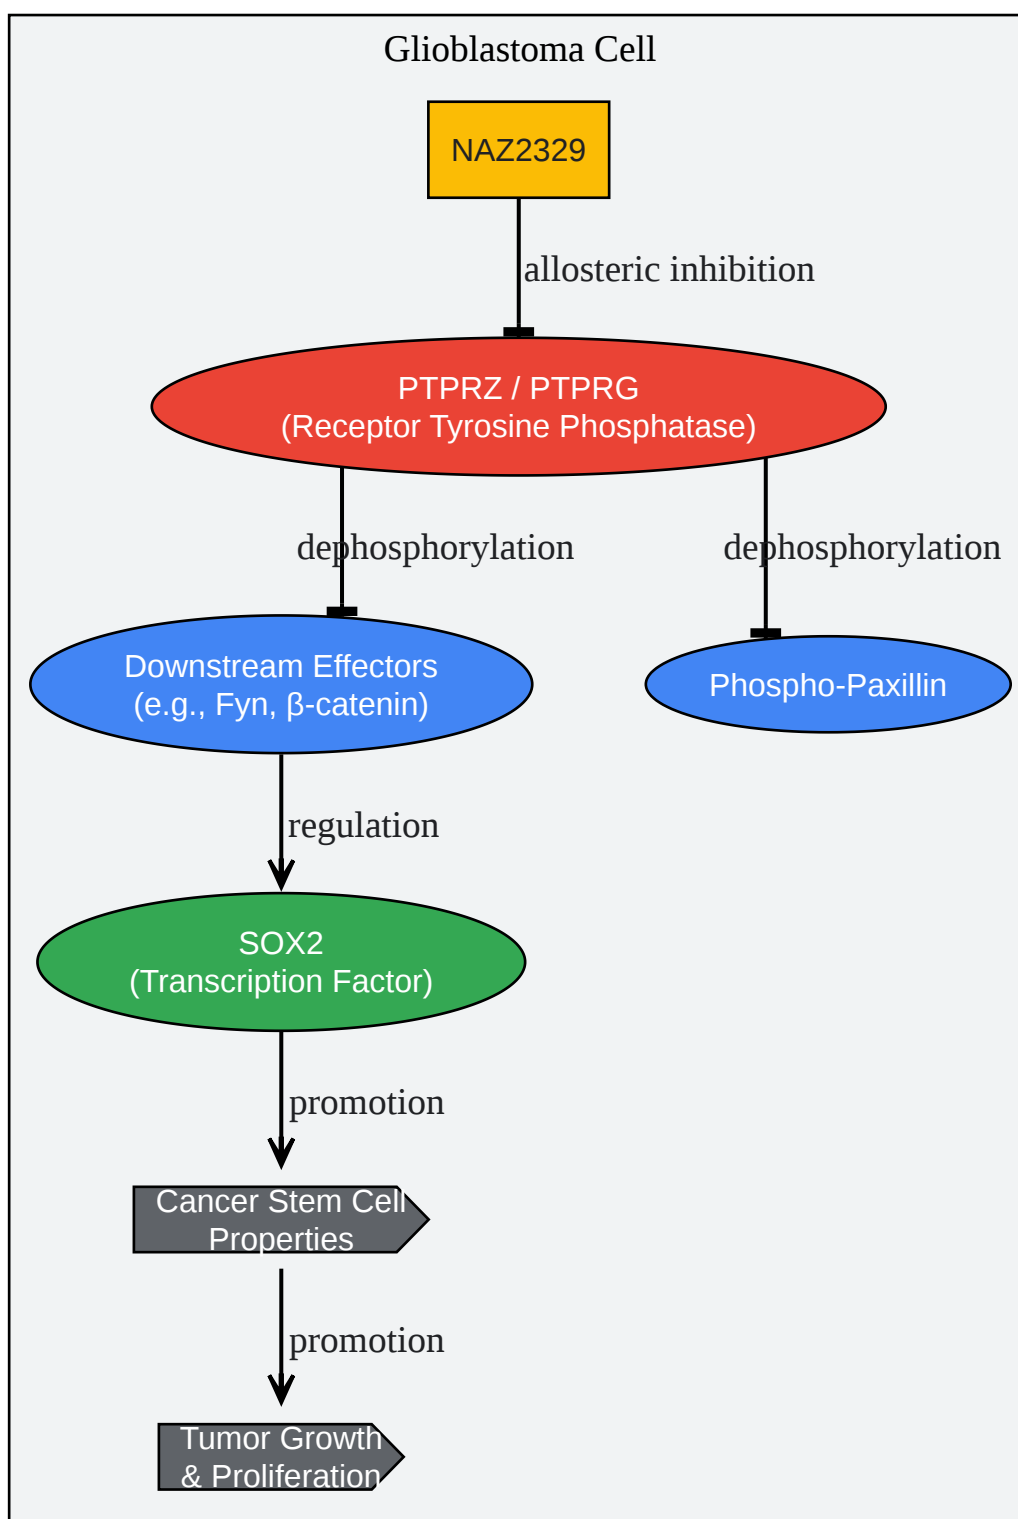 Glioblastoma Cell
NAZ2329
allosteric inhibition
PTPRZ / PTPRG
(Receptor Tyrosine Phosphatase)
dephosphorylation
dephosphorylation
Downstream Effectors
(e.g., Fyn, β-catenin)
Phospho-Paxillin
regulation
SOX2
(Transcription Factor)
promotion
Cancer Stem Cell
Properties
promotion
Tumor Growth
& Proliferation